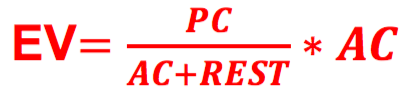 EV= PC / AC+REST * AC